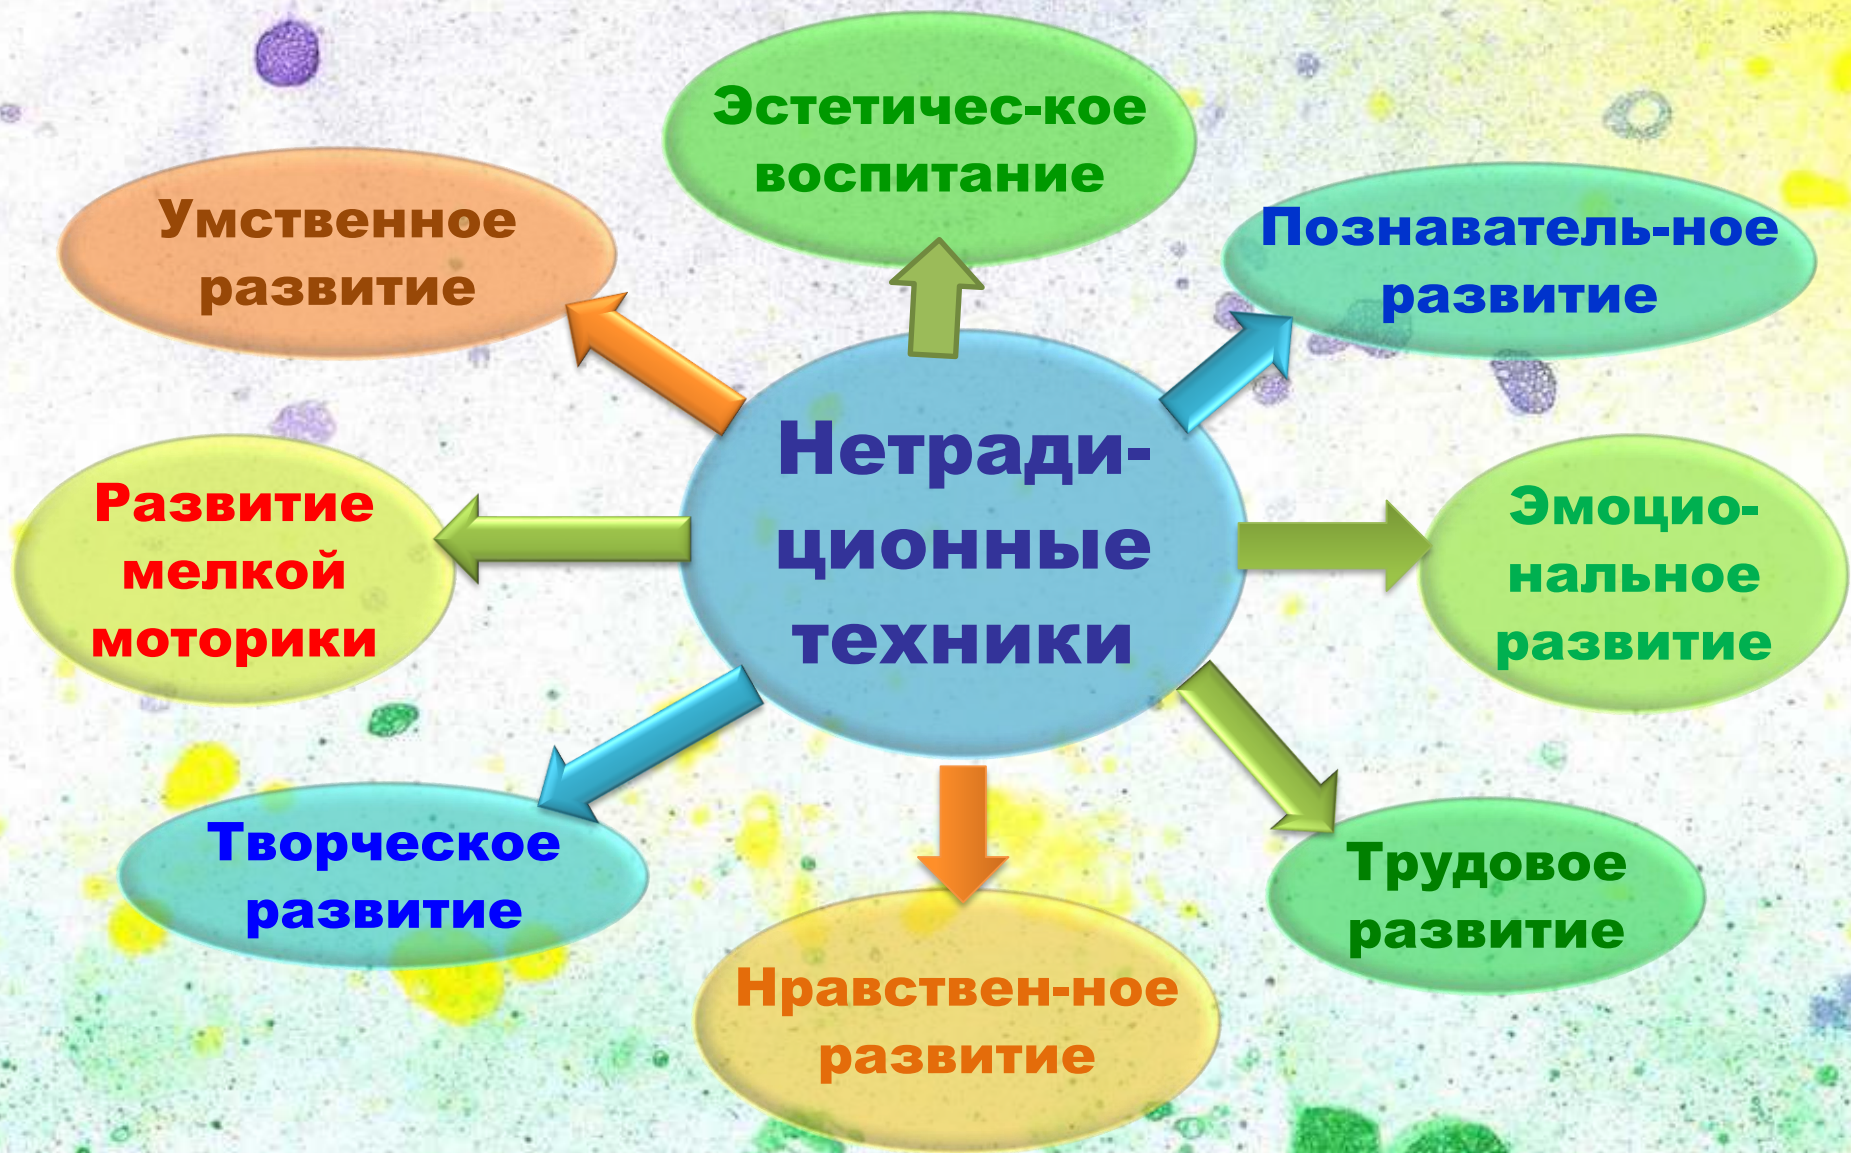 Эстетичес-кое
воспитание
Умственное
развитие
Познаватель-ное
развитие
Нетради-
ционные
техники
Развитие
мелкой
моторики
Эмоцио-
нальное
развитие
Творческое
развитие
Трудовое
развитие
Нравствен-ное
развитие